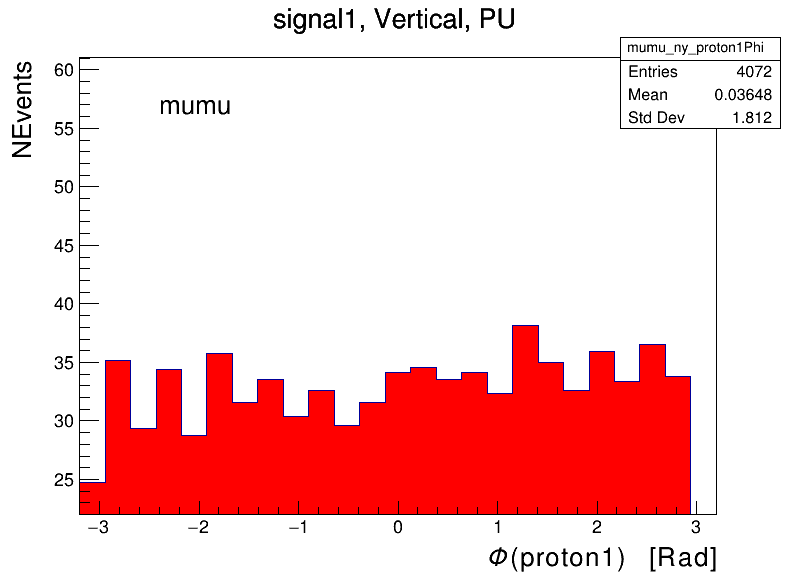 signal1, Vertical, PU
mumu_ny_proton1Phi
Entries 4072
Mean 0.03648
Std Dev 1.812
NEvents
mumu
60
55
50
45
40
35
30
25
−3 −2 −1 0 1 2 3
Φ(proton1) [Rad]